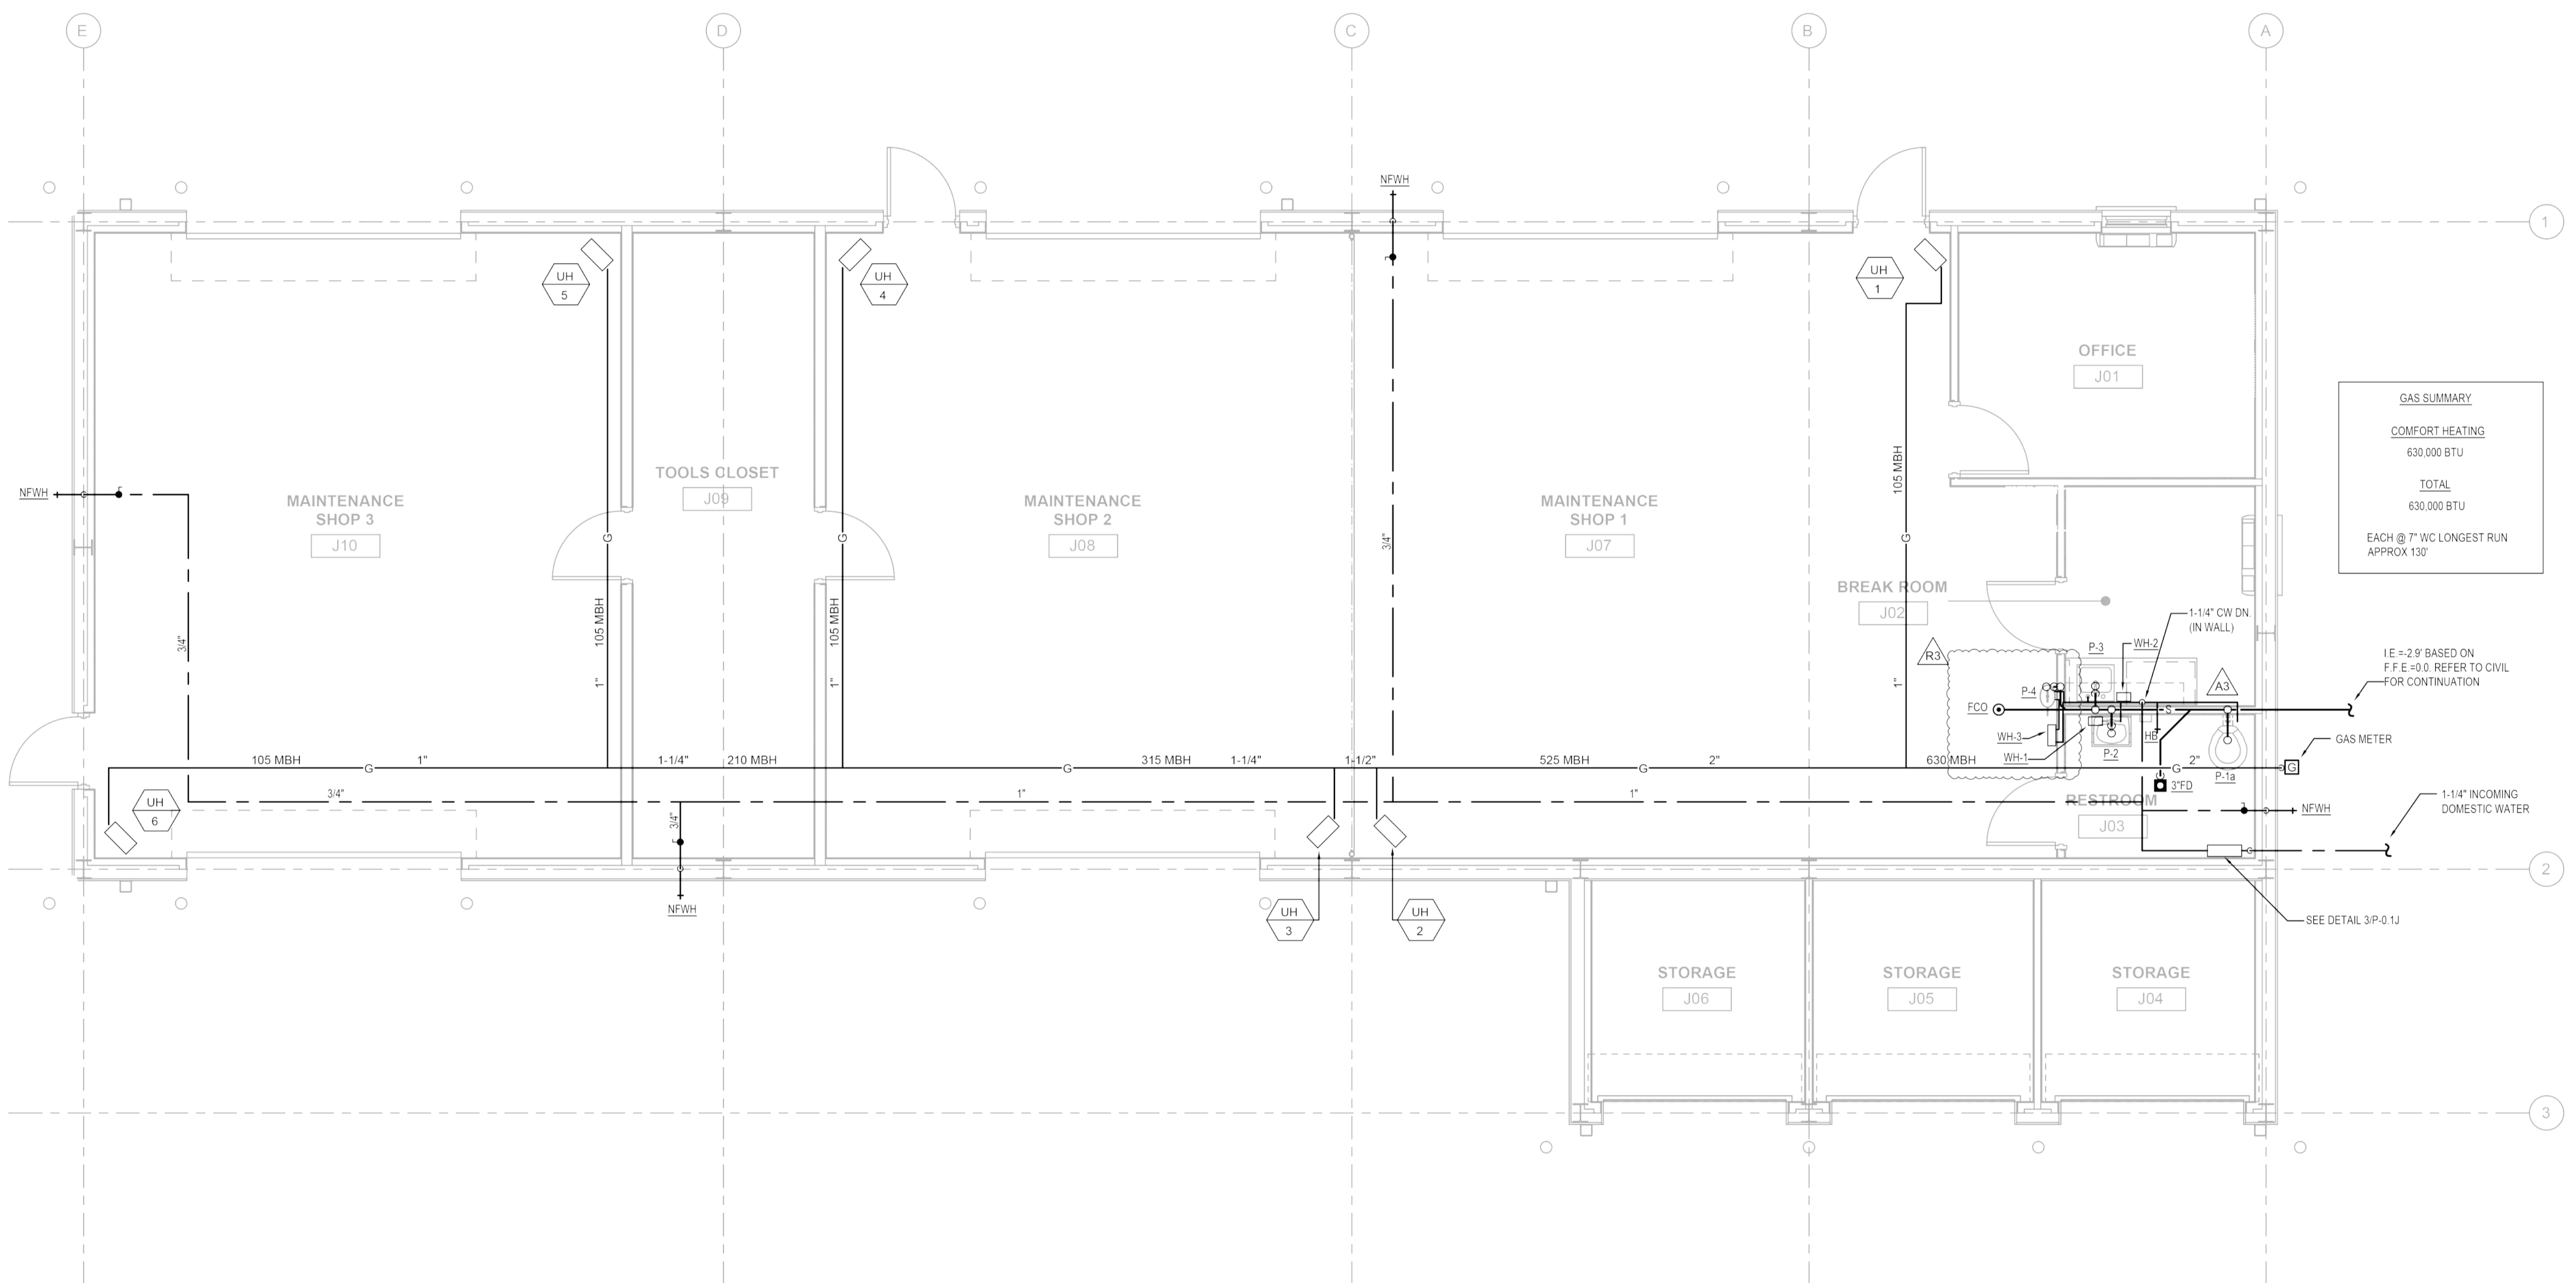 E
D
C
B
A
NFWH
1
UH
5
UH
4
UH
1
OFFICE
J01
GAS SUMMARY
COMFORT HEATING
630,000 BTU
TOTAL
630,000 BTU
EACH @ 7" WC LONGEST RUN
APPROX 130'
105 MBH
G
1"
TOOLS CLOSET
J09
NFWH
MAINTENANCE
SHOP 3
J10
MAINTENANCE
SHOP 2
J08
MAINTENANCE
SHOP 1
J07
G
G
3/4"
105 MBH
1"
105 MBH
1"
3/4"
BREAK ROOM
J02
1-1/4" CW DN.
(IN WALL)
R3
P-3
WH-2
A3
I.E.=-2.9' BASED ON
F.F.E.=0.0. REFER TO CIVIL
FOR CONTINUATION
P-4
FCO
S
WH-3
WH-1
P-2
HB
P-1a
GAS METER
G
105 MBH
G
1"
1-1/4"
210 MBH
G
315 MBH
1-1/4"
1-1/2"
525 MBH
G
2"
630 MBH
G
2"
3"FD
3/4"
3/4"
1"
1"
UH
6
RESTROOM
J03
NFWH
1-1/4" INCOMING
DOMESTIC WATER
2
NFWH
UH
3
UH
2
SEE DETAIL 3/P-0.1J
STORAGE
J06
STORAGE
J05
STORAGE
J04
3